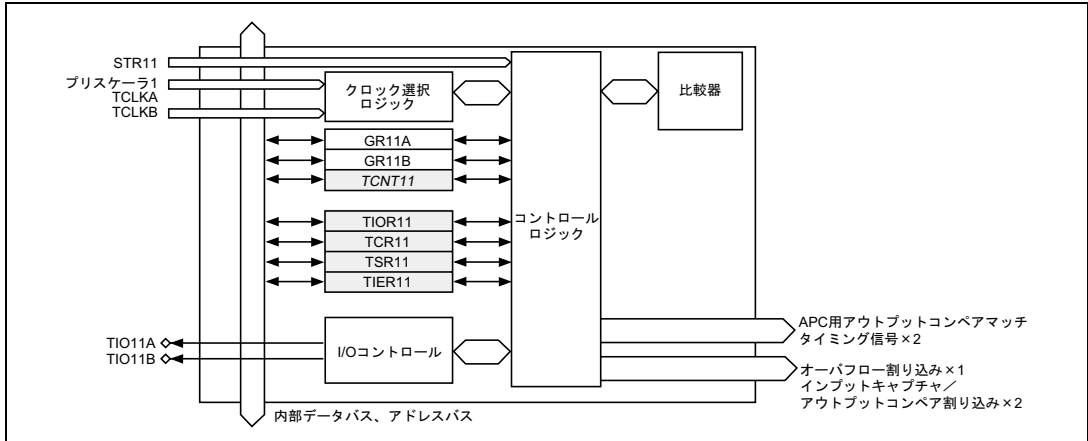 STR11
プリスケーラ1
TCLKA
TCLKB
クロック選択
ロジック
比較器
GR11A
GR11B
TCNT11
TIOR11
TCR11
TSR11
TIER11
コントロール
ロジック
TIO11A
TIO11B
I/Oコントロール
APC用アウトプットコンペアマッチ
タイミング信号×2
オーバフロー割り込み×1
インプットキャプチャ／
アウトプットコンペア割り込み×2
内部データバス、アドレスバス